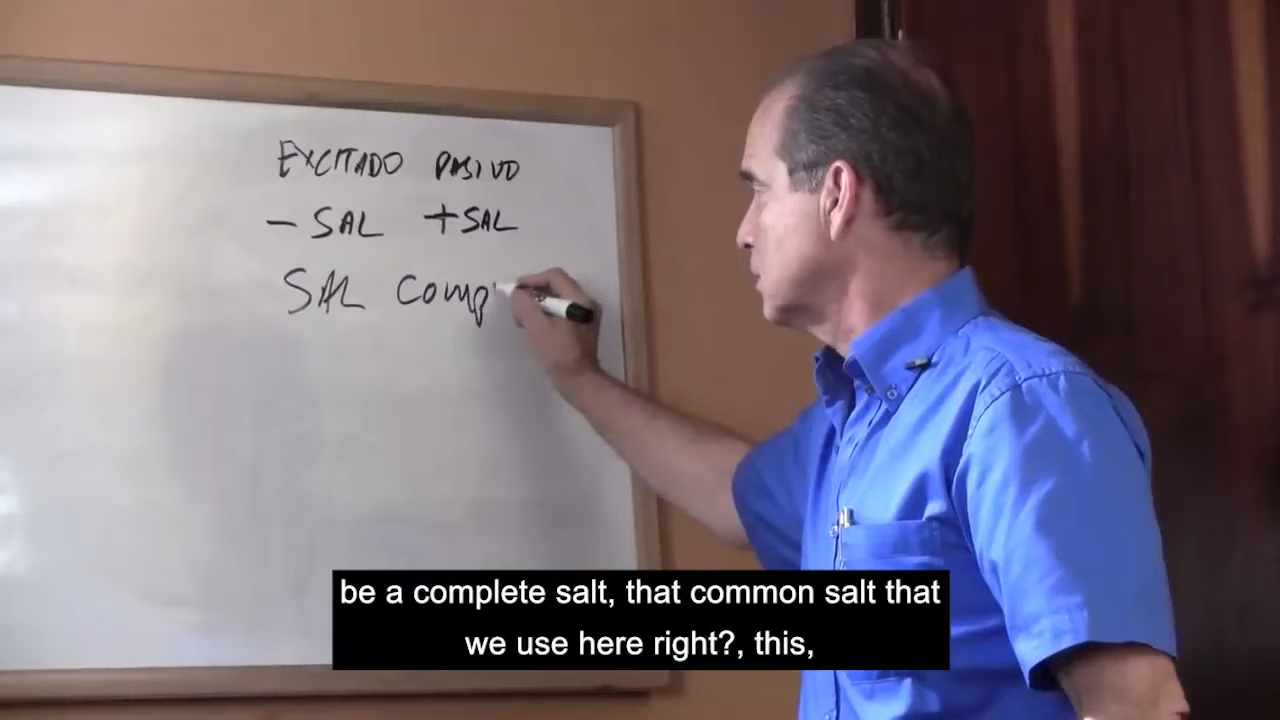 EXCITADO PASIVO
- SAL +SAL
SAL COMP
be a complete salt, that common salt that
we use here right?, this,